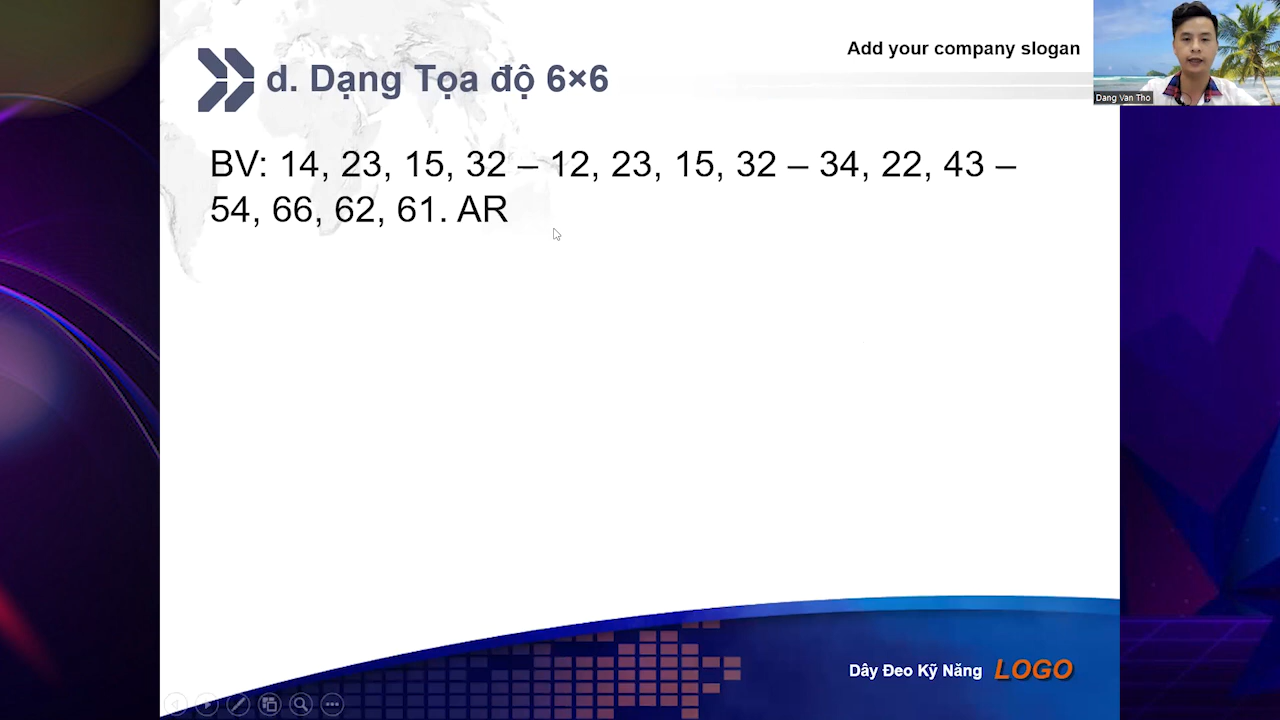 Add your company slogan
d. Dạng Tọa độ 6×6
Dang Van Tho
BV: 14, 23, 15, 32 – 12, 23, 15, 32 – 34, 22, 43 –
54, 66, 62, 61. AR
Dây Đeo Kỹ Năng LOGO